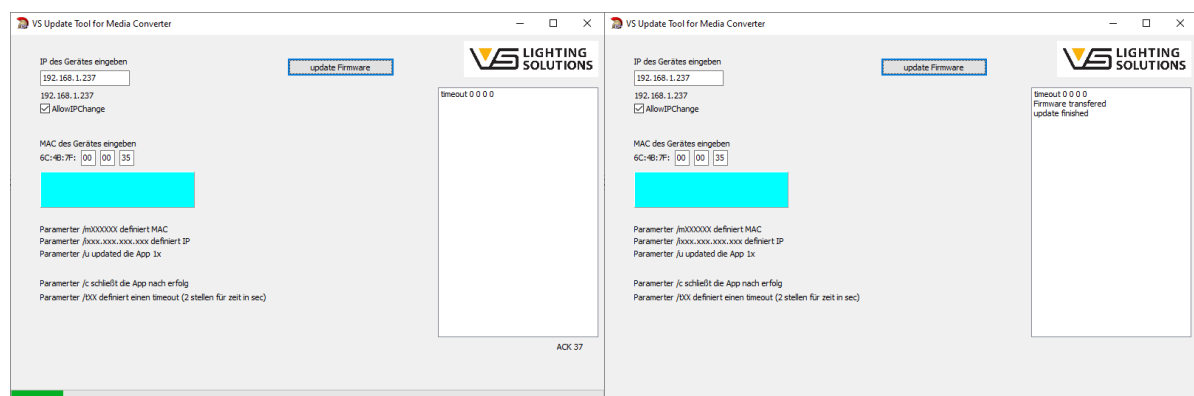 VS Update Tool for Media Converter
IP des Gerätes eingeben
192.168.1.237
192.168.1.237
AllowIPChange
update Firmware
VS LIGHTING
SOLUTIONS
timeout 0 0 0 0
MAC des Gerätes eingeben
6C:4B:7F: 00 00 35
Paramerter /mXXXXXX definiert MAC
Paramerter /ixxx.xxx.xxx.xxx definiert IP
Paramerter /u updated die App 1x
Paramerter /c schließt die App nach erfolg
Paramerter /tXX definiert einen timeout (2 stellen für zeit in sec)
ACK 37
VS Update Tool for Media Converter
IP des Gerätes eingeben
192.168.1.237
192.168.1.237
AllowIPChange
update Firmware
VS LIGHTING
SOLUTIONS
timeout 0 0 0 0
Firmware transfered
update finished
MAC des Gerätes eingeben
6C:4B:7F: 00 00 35
Paramerter /mXXXXXX definiert MAC
Paramerter /ixxx.xxx.xxx.xxx definiert IP
Paramerter /u updated die App 1x
Paramerter /c schließt die App nach erfolg
Paramerter /tXX definiert einen timeout (2 stellen für zeit in sec)